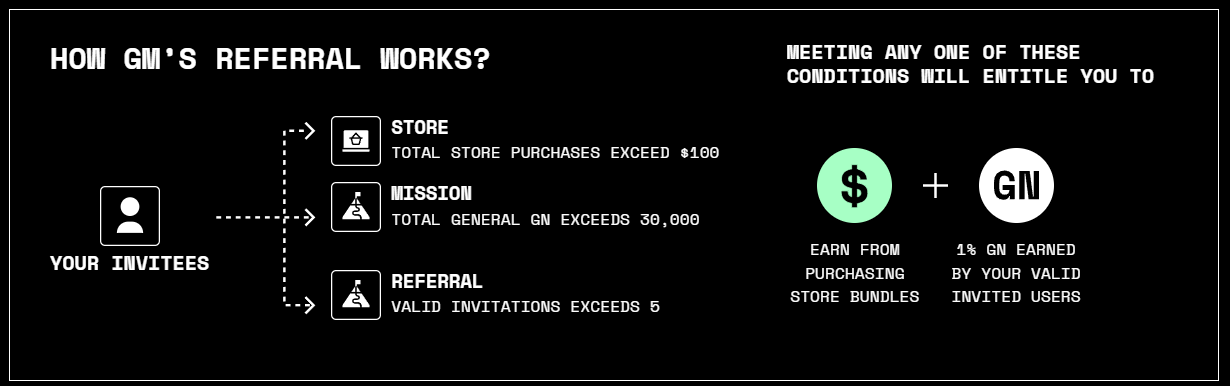 HOW GM'S REFERRAL WORKS?
MEETING ANY ONE OF THESE
CONDITIONS WILL ENTITLE YOU TO
YOUR INVITEES
STORE
TOTAL STORE PURCHASES EXCEED $100
MISSION
TOTAL GENERAL GN EXCEEDS 30,000
REFERRAL
VALID INVITATIONS EXCEEDS 5
$
+
GN
EARN FROM
PURCHASING
STORE BUNDLES
1% GN EARNED
BY YOUR VALID
INVITED USERS